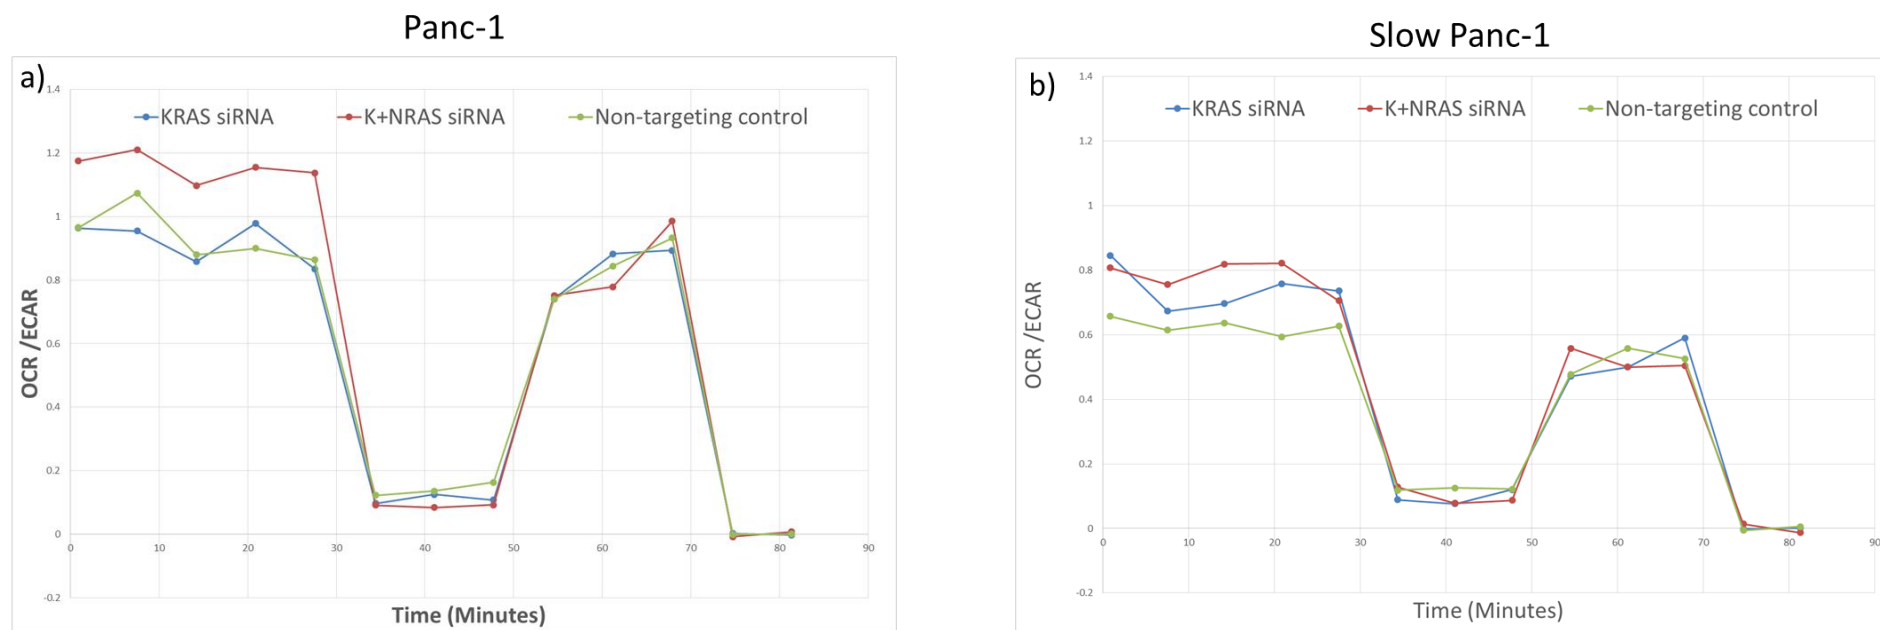 Panc-1
a)
KRAS siRNA
K+NRAS siRNA
Non-targeting control
1.4
1.2
1
0.8
0.6
0.4
0.2
0
-0.2
OCR /ECAR
0 10 20 30 40 50 60 70 80 90
Time (Minutes)
Slow Panc-1
b)
KRAS siRNA
K+NRAS siRNA
Non-targeting control
1.4
1.2
1
0.8
0.6
0.4
0.2
0
-0.2
OCR /ECAR
0 10 20 30 40 50 60 70 80 90
Time (Minutes)